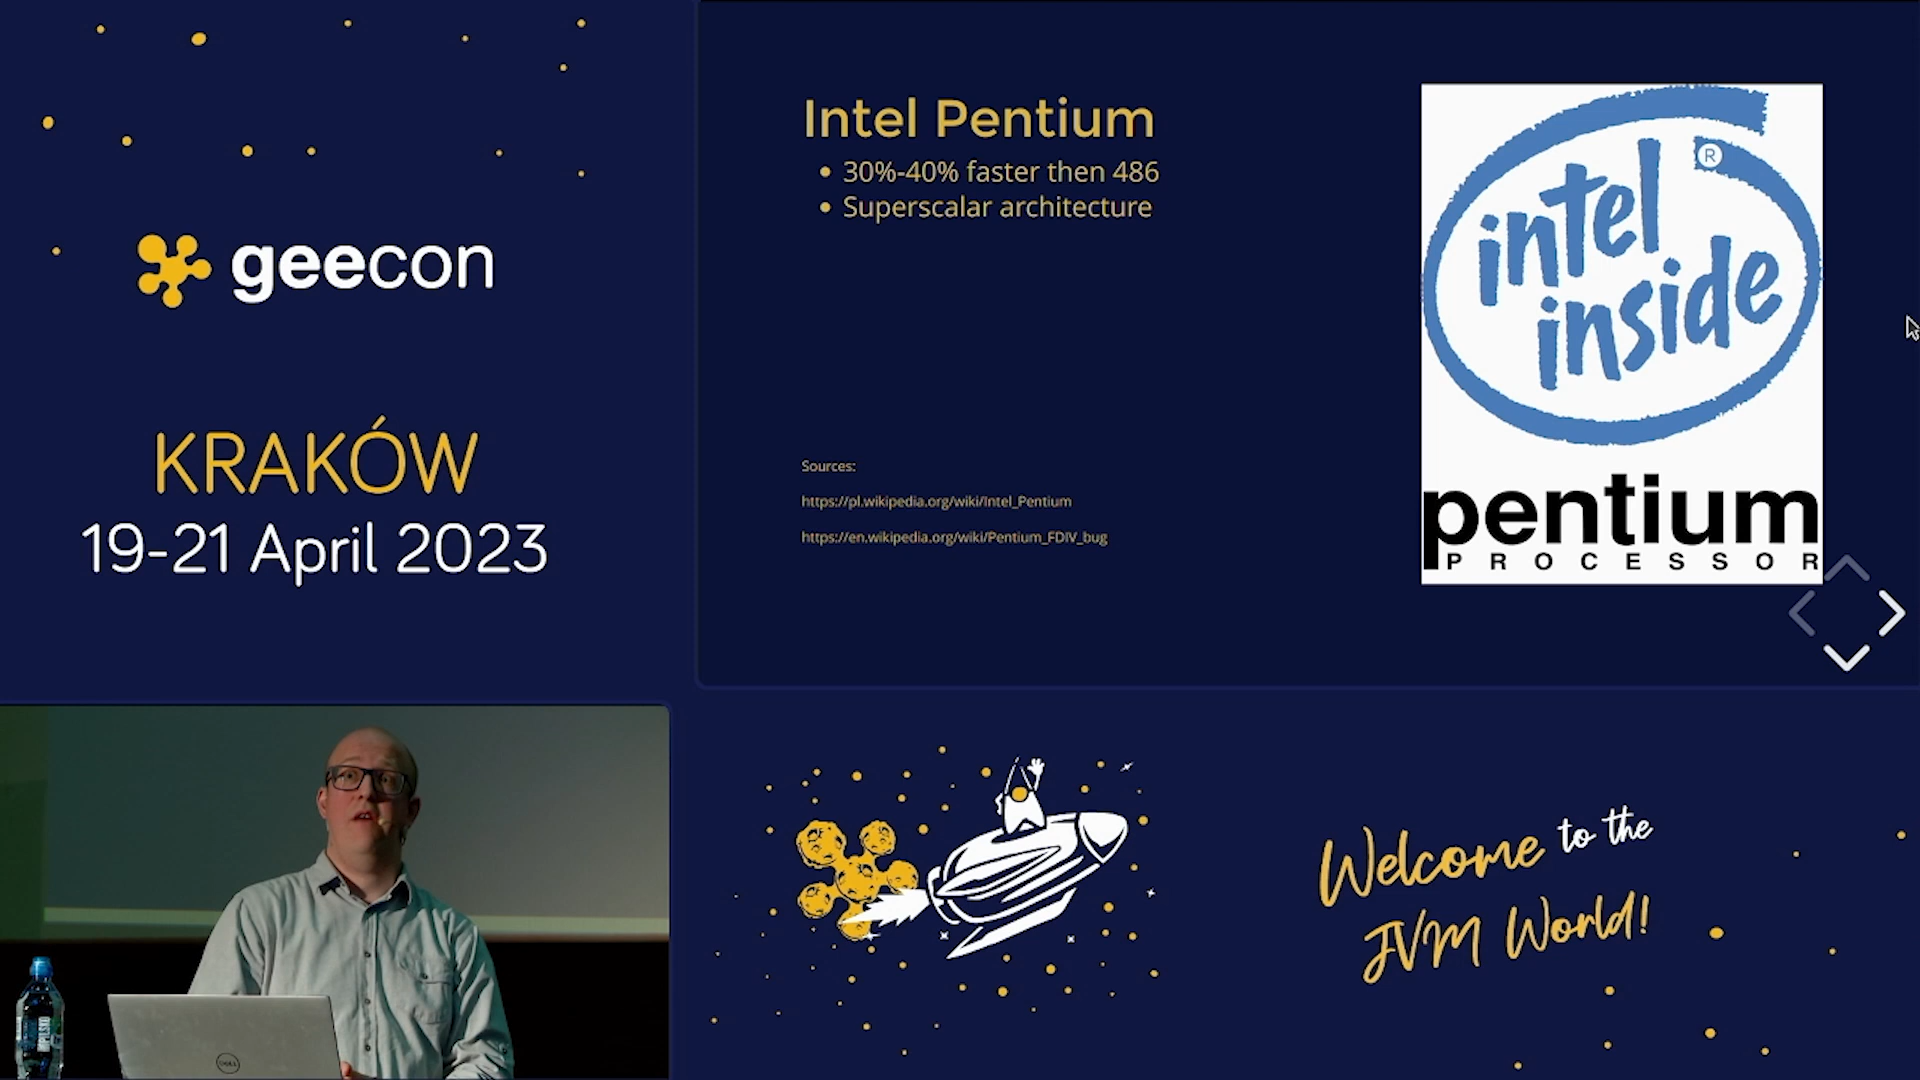 geecon
KRAKÓW
19-21 April 2023
Intel Pentium
• 30%-40% faster then 486
• Superscalar architecture
Sources:
https://pl.wikipedia.org/wiki/Intel_Pentium
https://en.wikipedia.org/wiki/Pentium_FDIV_bug
intel
®
inside
pentium
PROCESSOR
DELL
Welcome to the
JVM World!